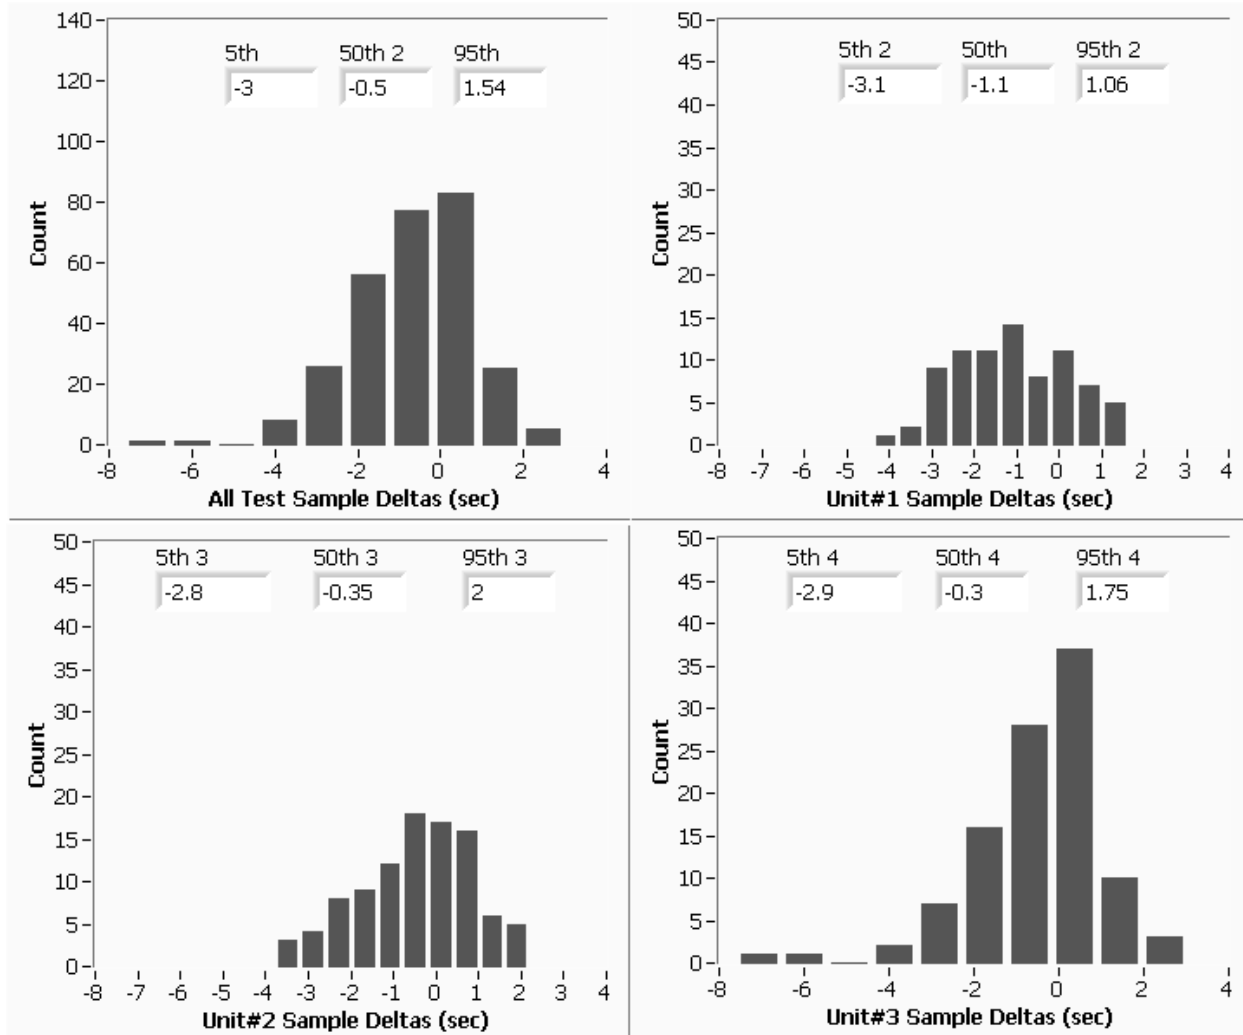 140
120
100
80
60
40
20
0
Count
5th 50th 2 95th
-3 -0.5 1.54
-8 -6 -4 -2 0 2 4
All Test Sample Deltas (sec)
50
45
40
35
30
25
20
15
10
5
0
Count
5th 2 50th 95th 2
-3.1 -1.1 1.06
-8 -7 -6 -5 -4 -3 -2 -1 0 1 2 3 4
Unit#1 Sample Deltas (sec)
50
45
40
35
30
25
20
15
10
5
0
Count
5th 3 50th 3 95th 3
-2.8 -0.35 2
-8 -7 -6 -5 -4 -3 -2 -1 0 1 2 3 4
Unit#2 Sample Deltas (sec)
50
45
40
35
30
25
20
15
10
5
0
Count
5th 4 50th 4 95th 4
-2.9 -0.3 1.75
-8 -6 -4 -2 0 2 4
Unit#3 Sample Deltas (sec)